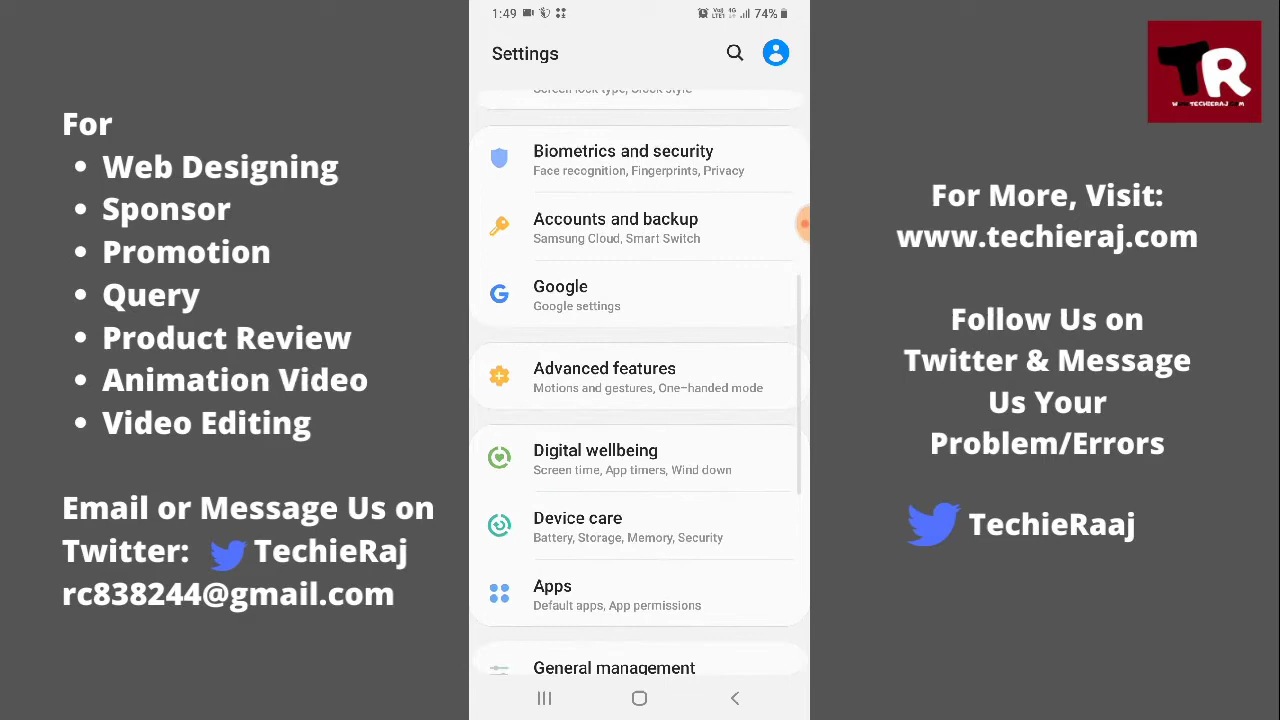 For
• Web Designing
• Sponsor
• Promotion
• Query
• Product Review
• Animation Video
• Video Editing
Email or Message Us on
Twitter: TechieRaj
rc838244@gmail.com
1:49
74%
Settings
Screen lock type, Clock style
Biometrics and security
Face recognition, Fingerprints, Privacy
Accounts and backup
Samsung Cloud, Smart Switch
Google
Google settings
Advanced features
Motions and gestures, One-handed mode
Digital wellbeing
Screen time, App timers, Wind down
Device care
Battery, Storage, Memory, Security
Apps
Default apps, App permissions
General management
TR
WWW.TECHIERAJ.COM
For More, Visit:
www.techieraj.com
Follow Us on
Twitter & Message
Us Your
Problem/Errors
TechieRaaj